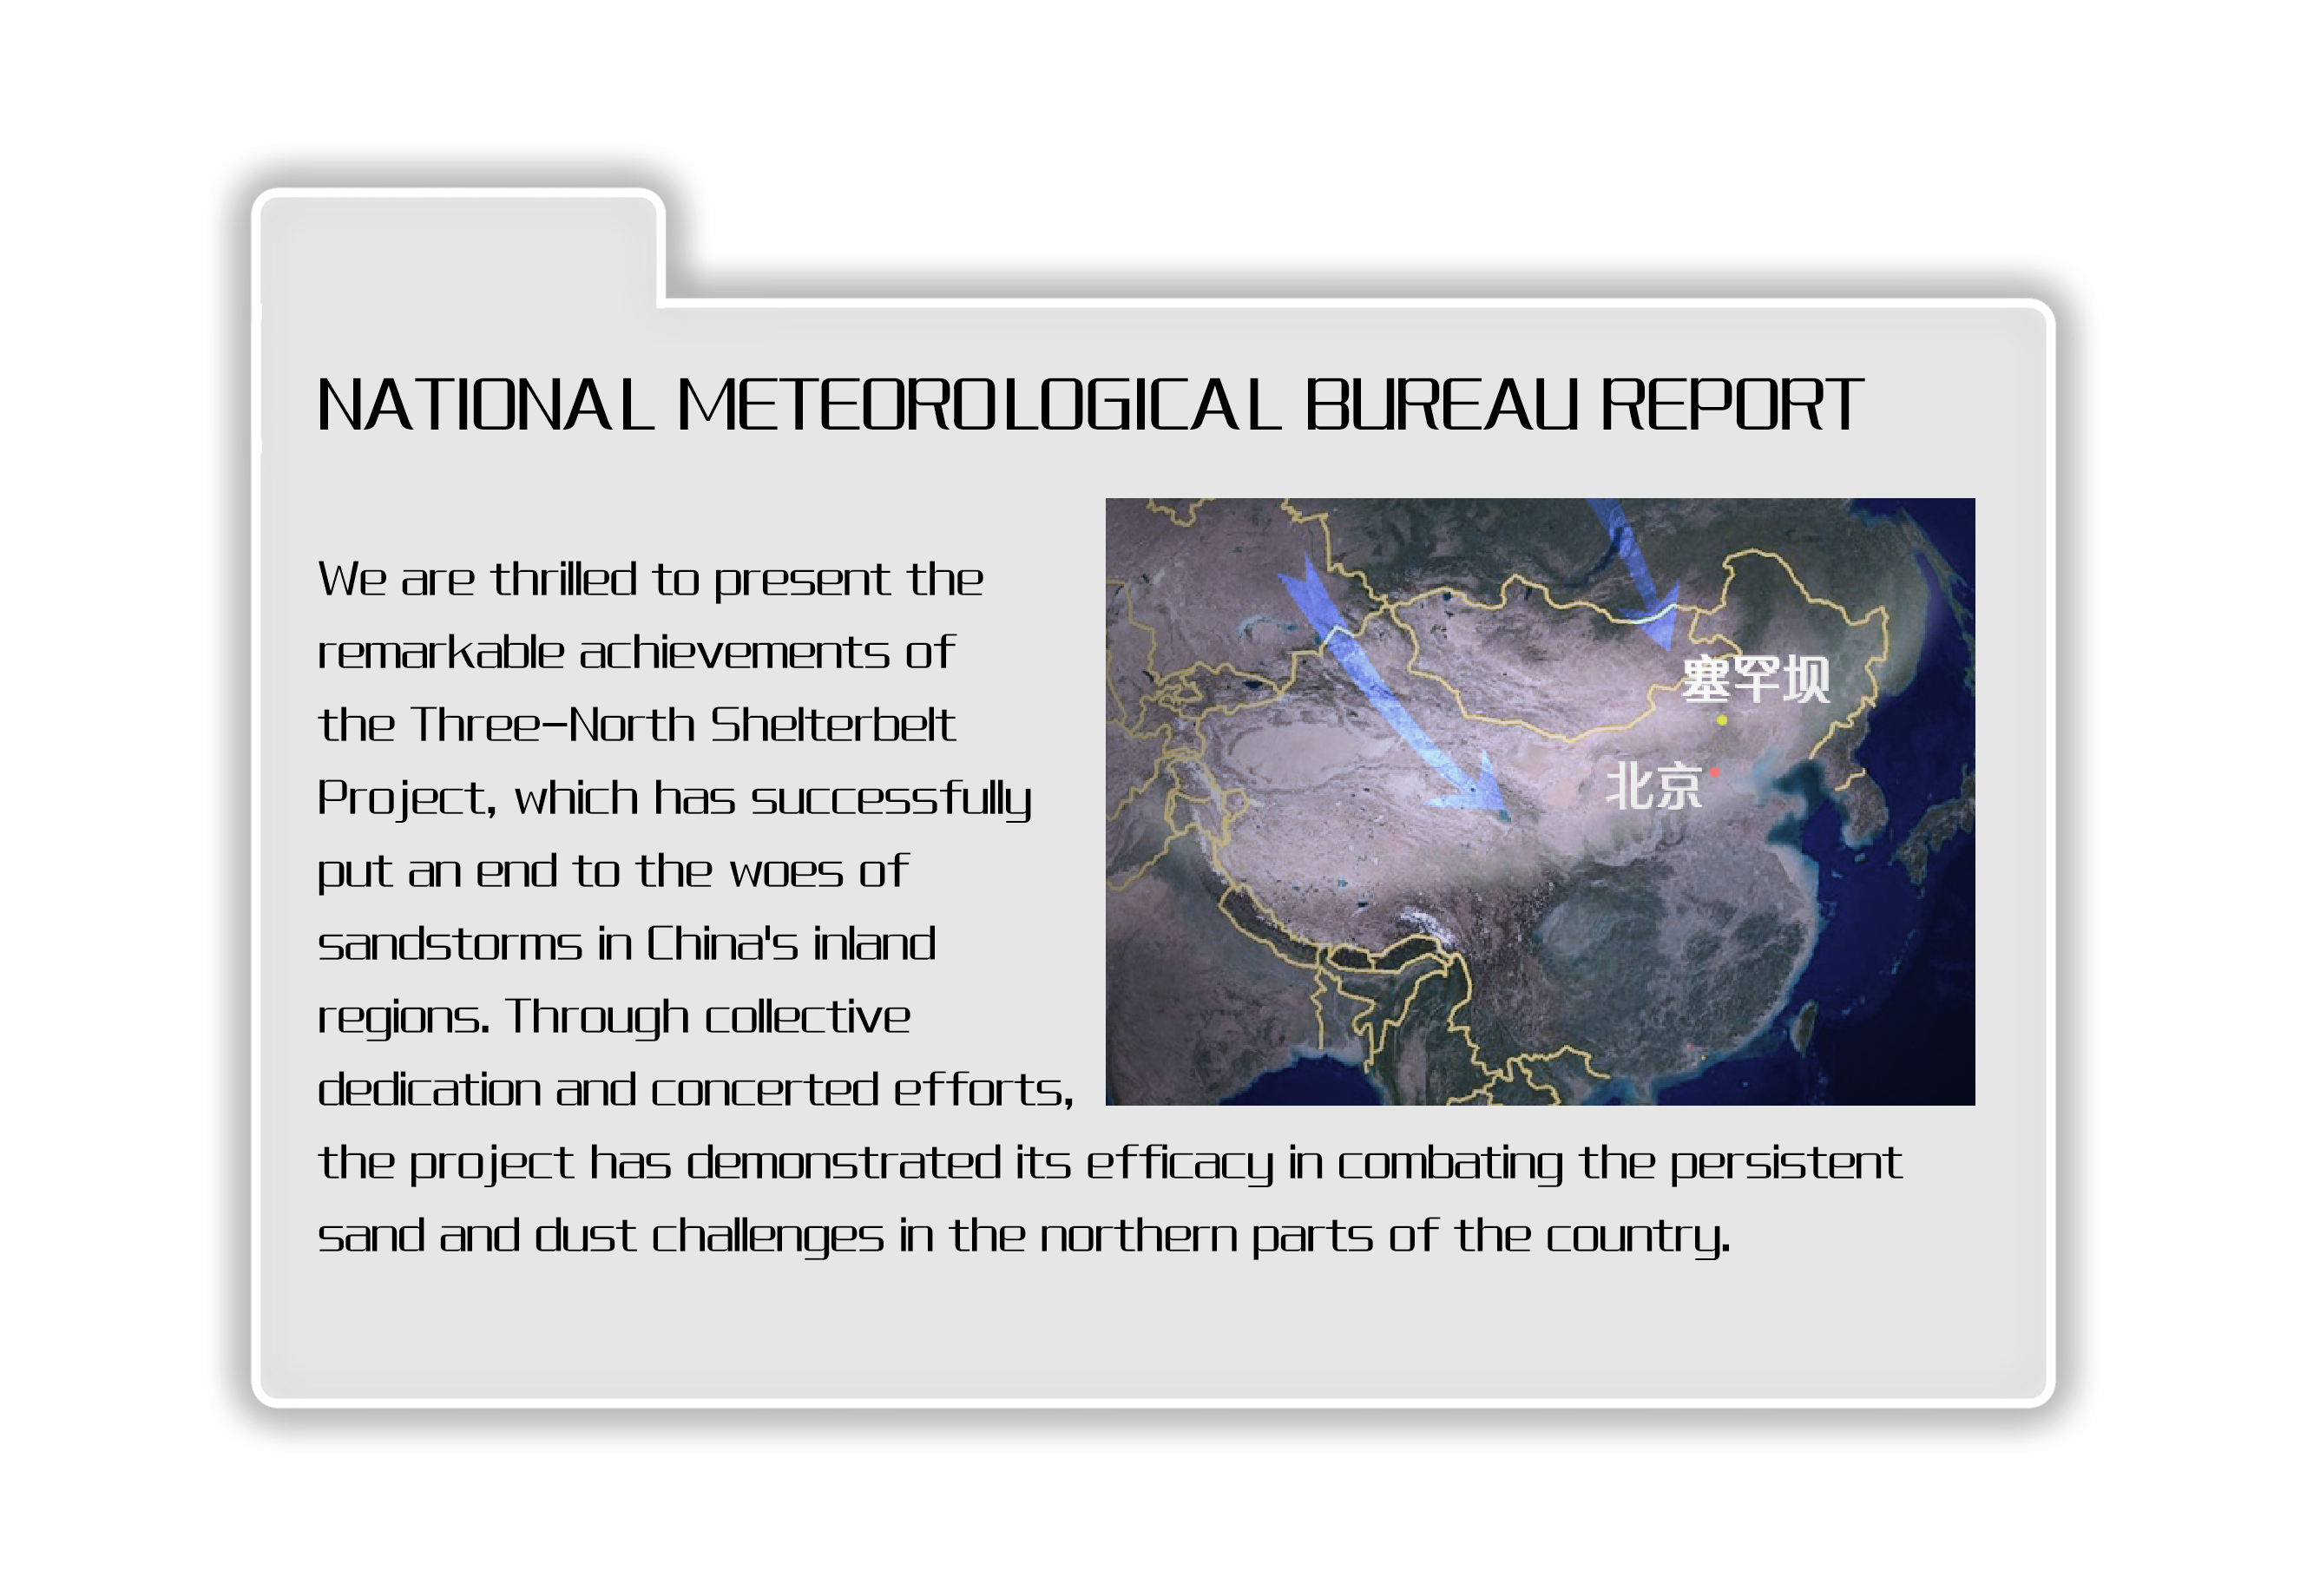 NATIONAL METEOROLOGICAL BUREAU REPORT
We are thrilled to present the
remarkable achievements of
the Three-North Shelterbelt
Project, which has successfully
put an end to the woes of
sandstorms in China's inland
regions. Through collective
dedication and concerted efforts,
the project has demonstrated its efficacy in combating the persistent
sand and dust challenges in the northern parts of the country.
塞罕坝
北京